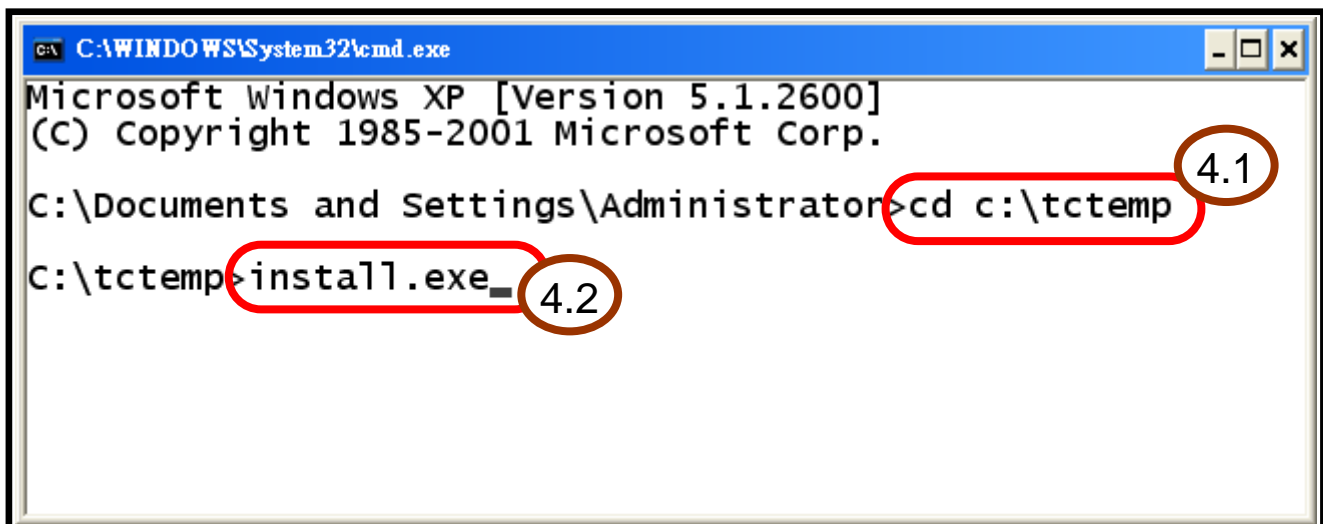 C:\WINDOWS\System32\cmd.exe
Microsoft Windows XP [Version 5.1.2600]
(C) Copyright 1985-2001 Microsoft Corp.
4.1
C:\Documents and Settings\Administrator>cd c:\tctemp
C:\tctemp>install.exe_
4.2